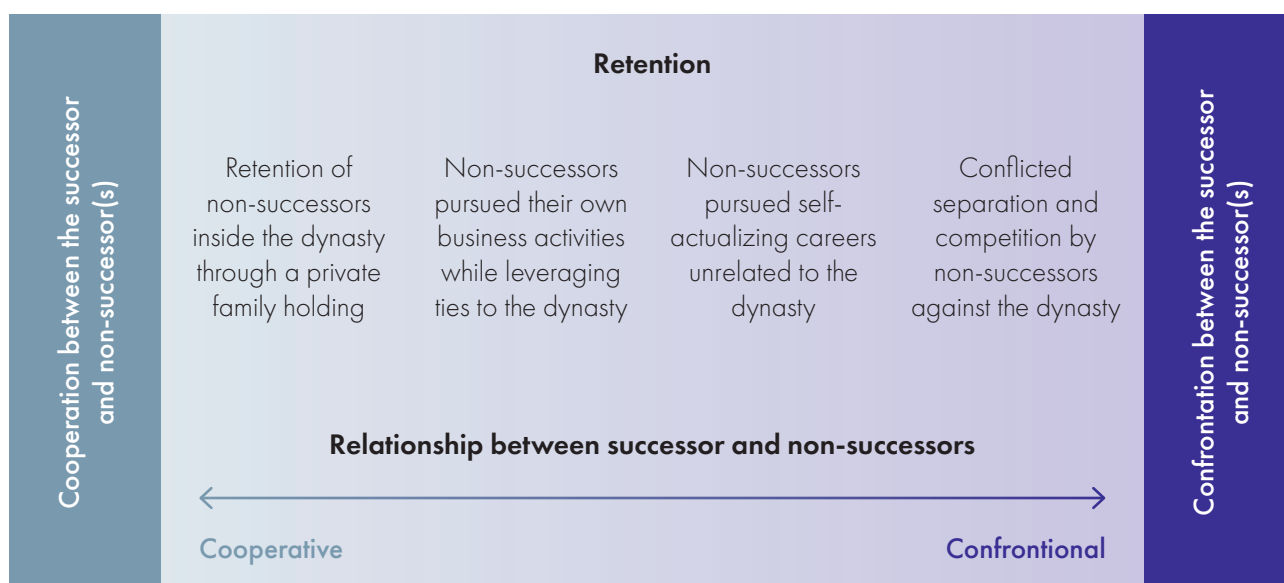 Cooperation between the successor
and non-successor(s)
Retention
Retention of
non-successors
inside the dynasty
through a private
family holding
Non-successors
pursued their own
business activities
while leveraging
ties to the dynasty
Non-successors
pursued self-
actualizing careers
unrelated to the
dynasty
Conflicted
separation and
competition by
non-successors
against the dynasty
Relationship between successor and non-successors
Cooperative
Confrontional
Confrontation between the successor
and non-successor(s)